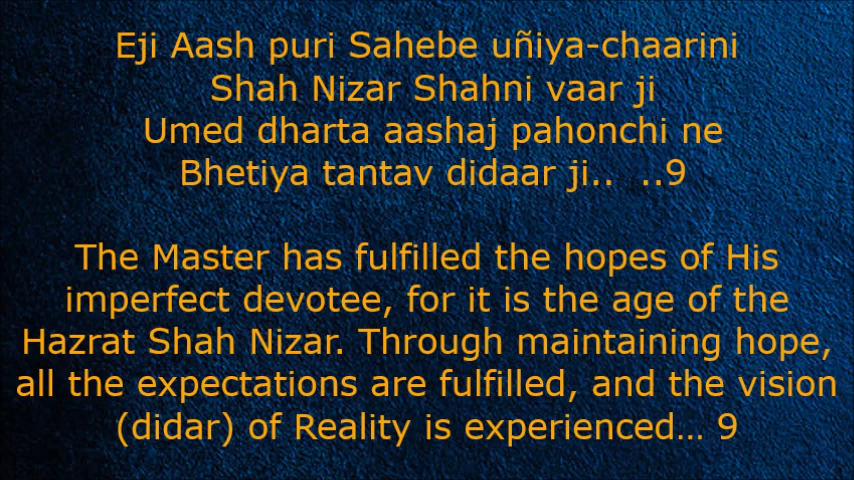 Eji Aash puri Sahebe uñiya-chaarini
Shah Nizar Shahni vaar ji
Umed dharta aashaj pahonchi ne
Bhetiya tantav didaar ji..  ..9
The Master has fulfilled the hopes of His
imperfect devotee, for it is the age of the
Hazrat Shah Nizar. Through maintaining hope,
all the expectations are fulfilled, and the vision
(didar) of Reality is experienced... 9